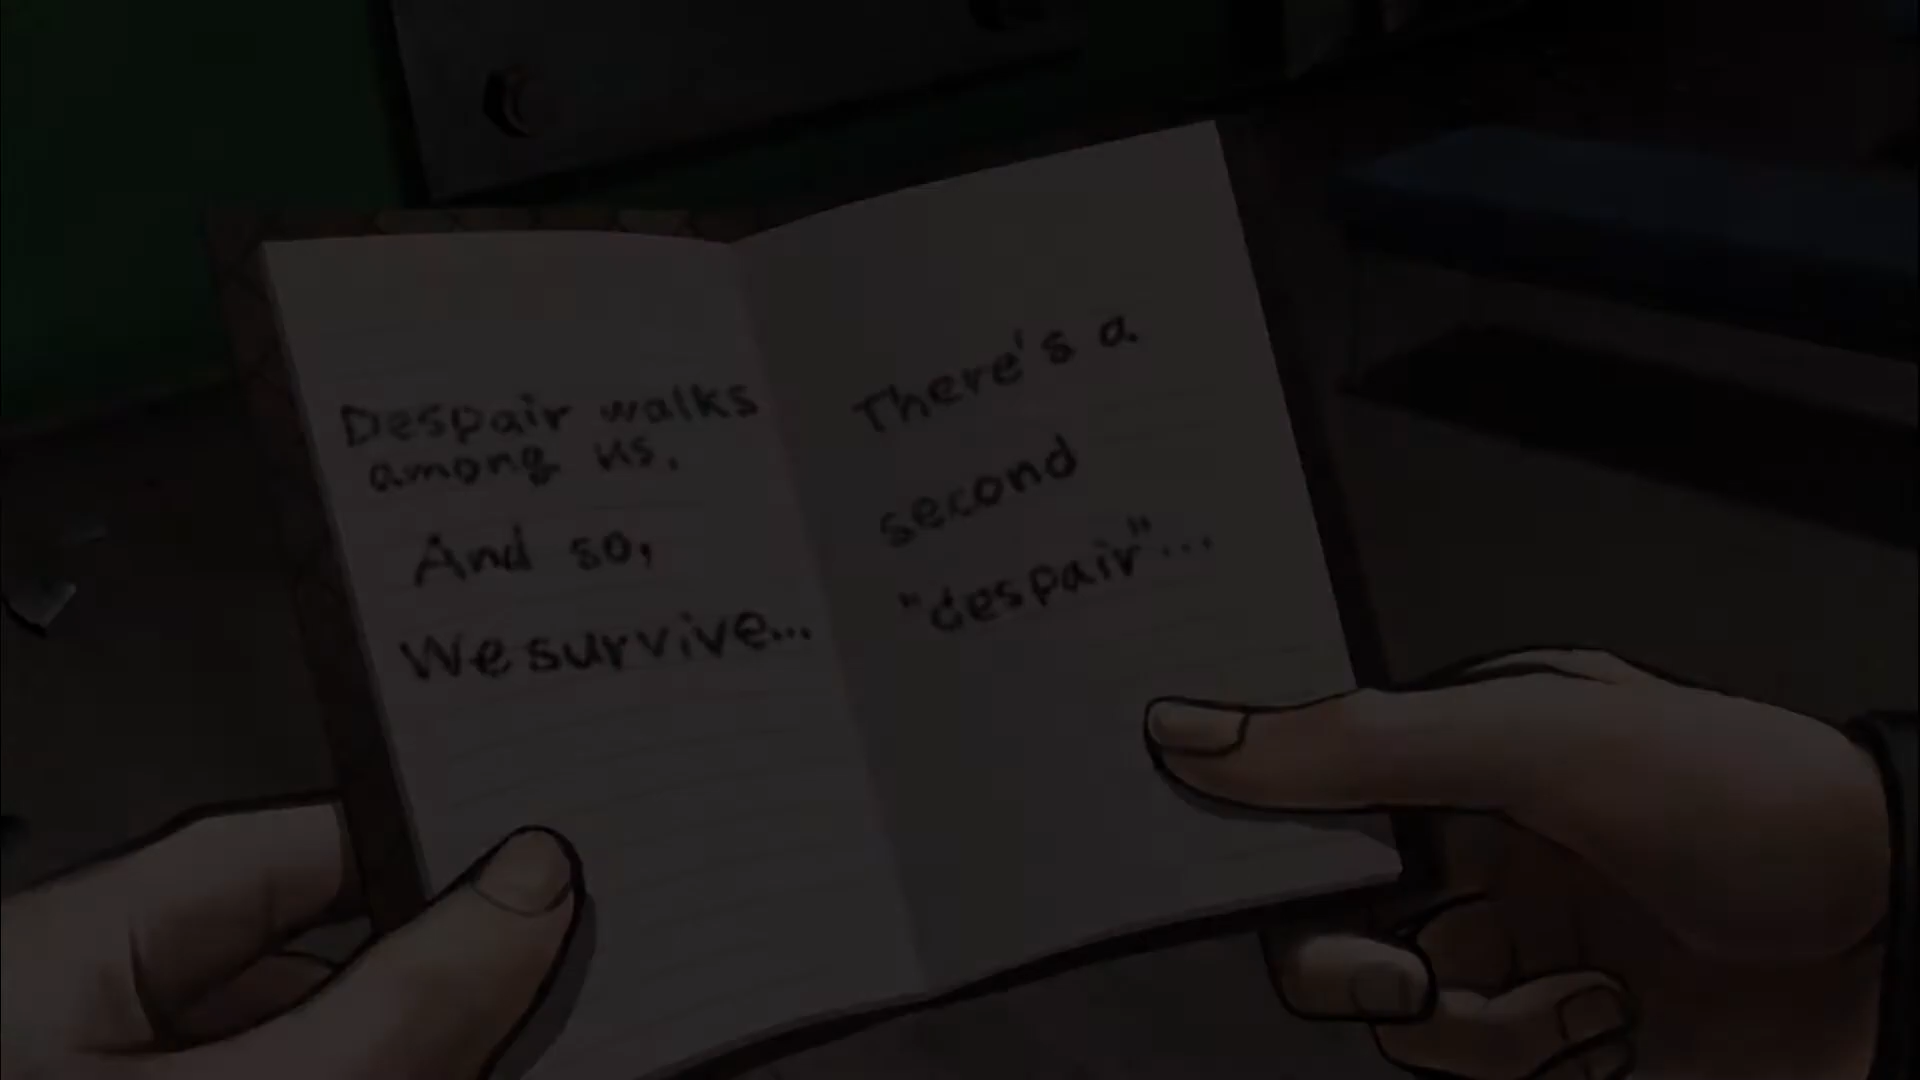 Despair walks
among us.
And so,
We survive...
There's a
second
"despair"...